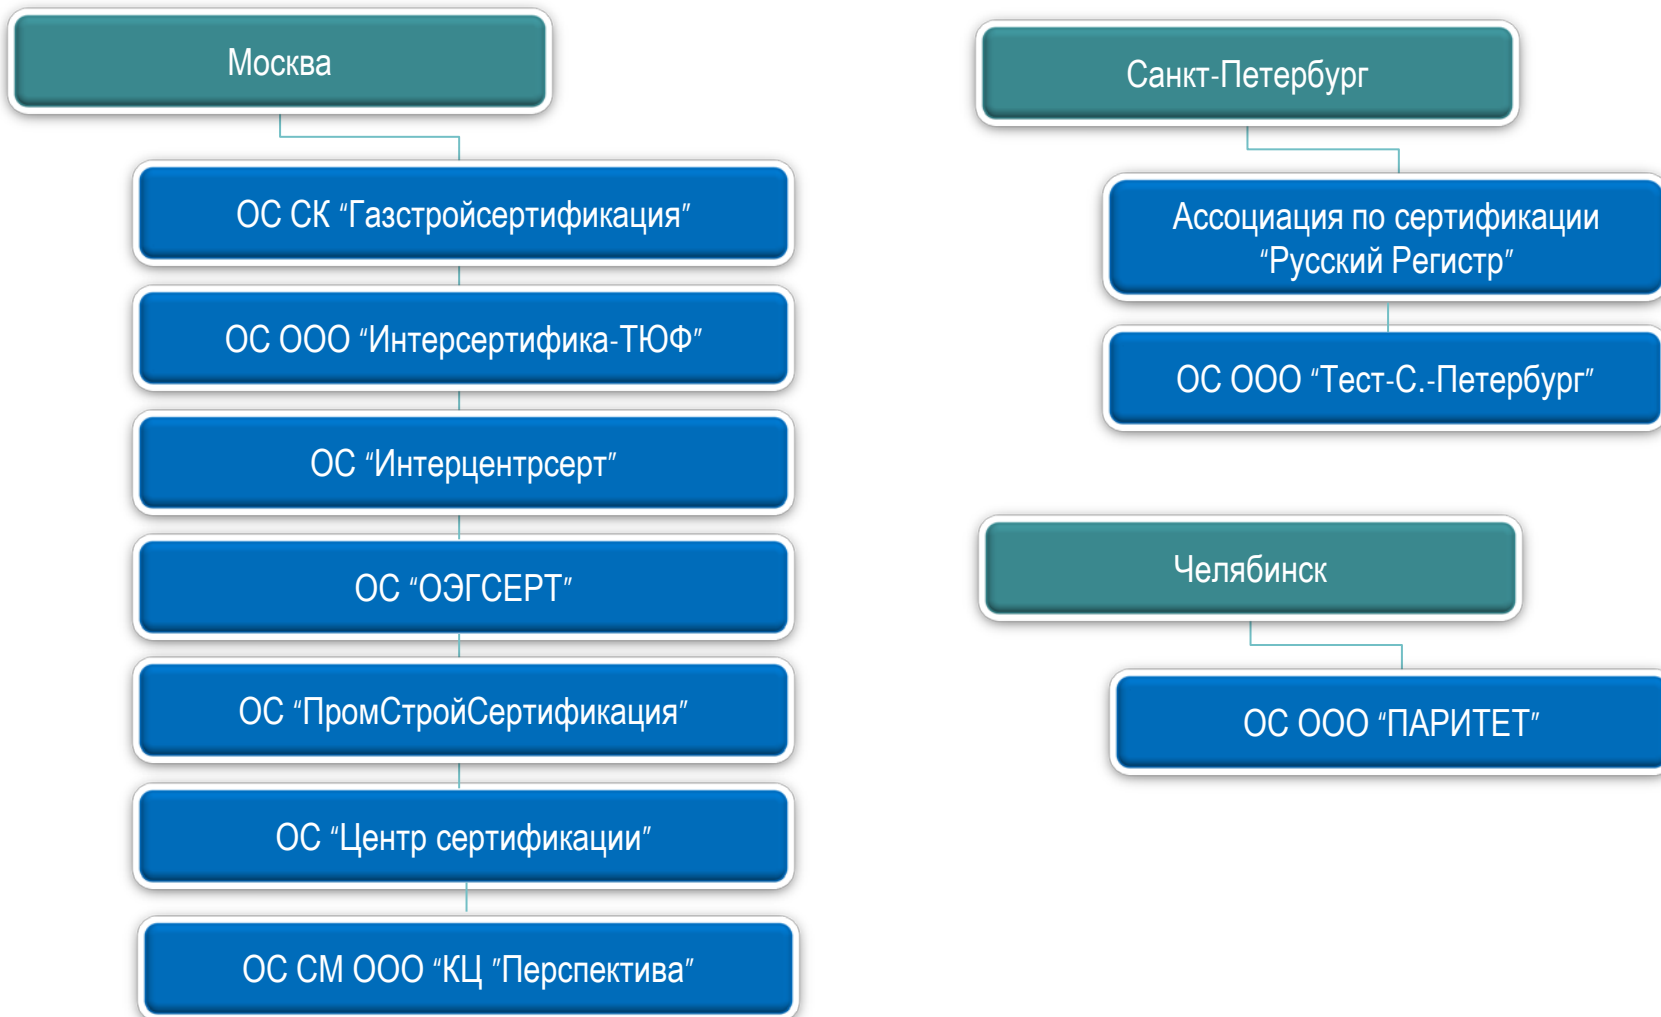 Москва
ОС СК “Газстройсертификация”
ОС ООО “Интерсертифика-ТЮФ”
ОС “Интерцентрсерт”
ОС “ОЭГСЕРТ”
ОС “ПромСтройСертификация”
ОС “Центр сертификации”
ОС СМ ООО “КЦ ”Перспектива”
Санкт-Петербург
Ассоциация по сертификации
“Русский Регистр”
ОС ООО “Тест-С.-Петербург”
Челябинск
ОС ООО “ПАРИТЕТ”